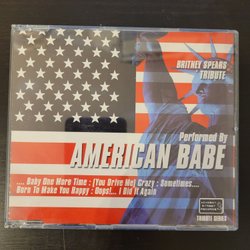 BRITNEY SPEARS
TRIBUTE
Performed By
AMERICAN BABE
.... Baby One More Time : (You Drive Me) Crazy : Sometimes....
Born To Make You Happy : Oops!... I Did It Again
TRIBUTE SERIES